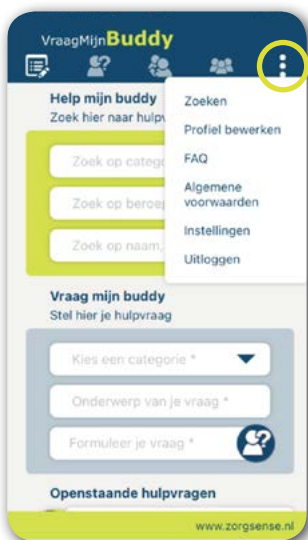 VraagMijnBuddy
Help mijn buddy
Zoek hier naar hulpv
Zoek op catego
Zoek op beroep
Zoek op naam,
Zoeken
Profiel bewerken
FAQ
Algemene
voorwaarden
Instellingen
Uitloggen
Vraag mijn buddy
Stel hier je hulpvraag
Kies een categorie *
Onderwerp van je vraag *
Formuleer je vraag *
Openstaande hulpvragen
www.zorgsense.nl